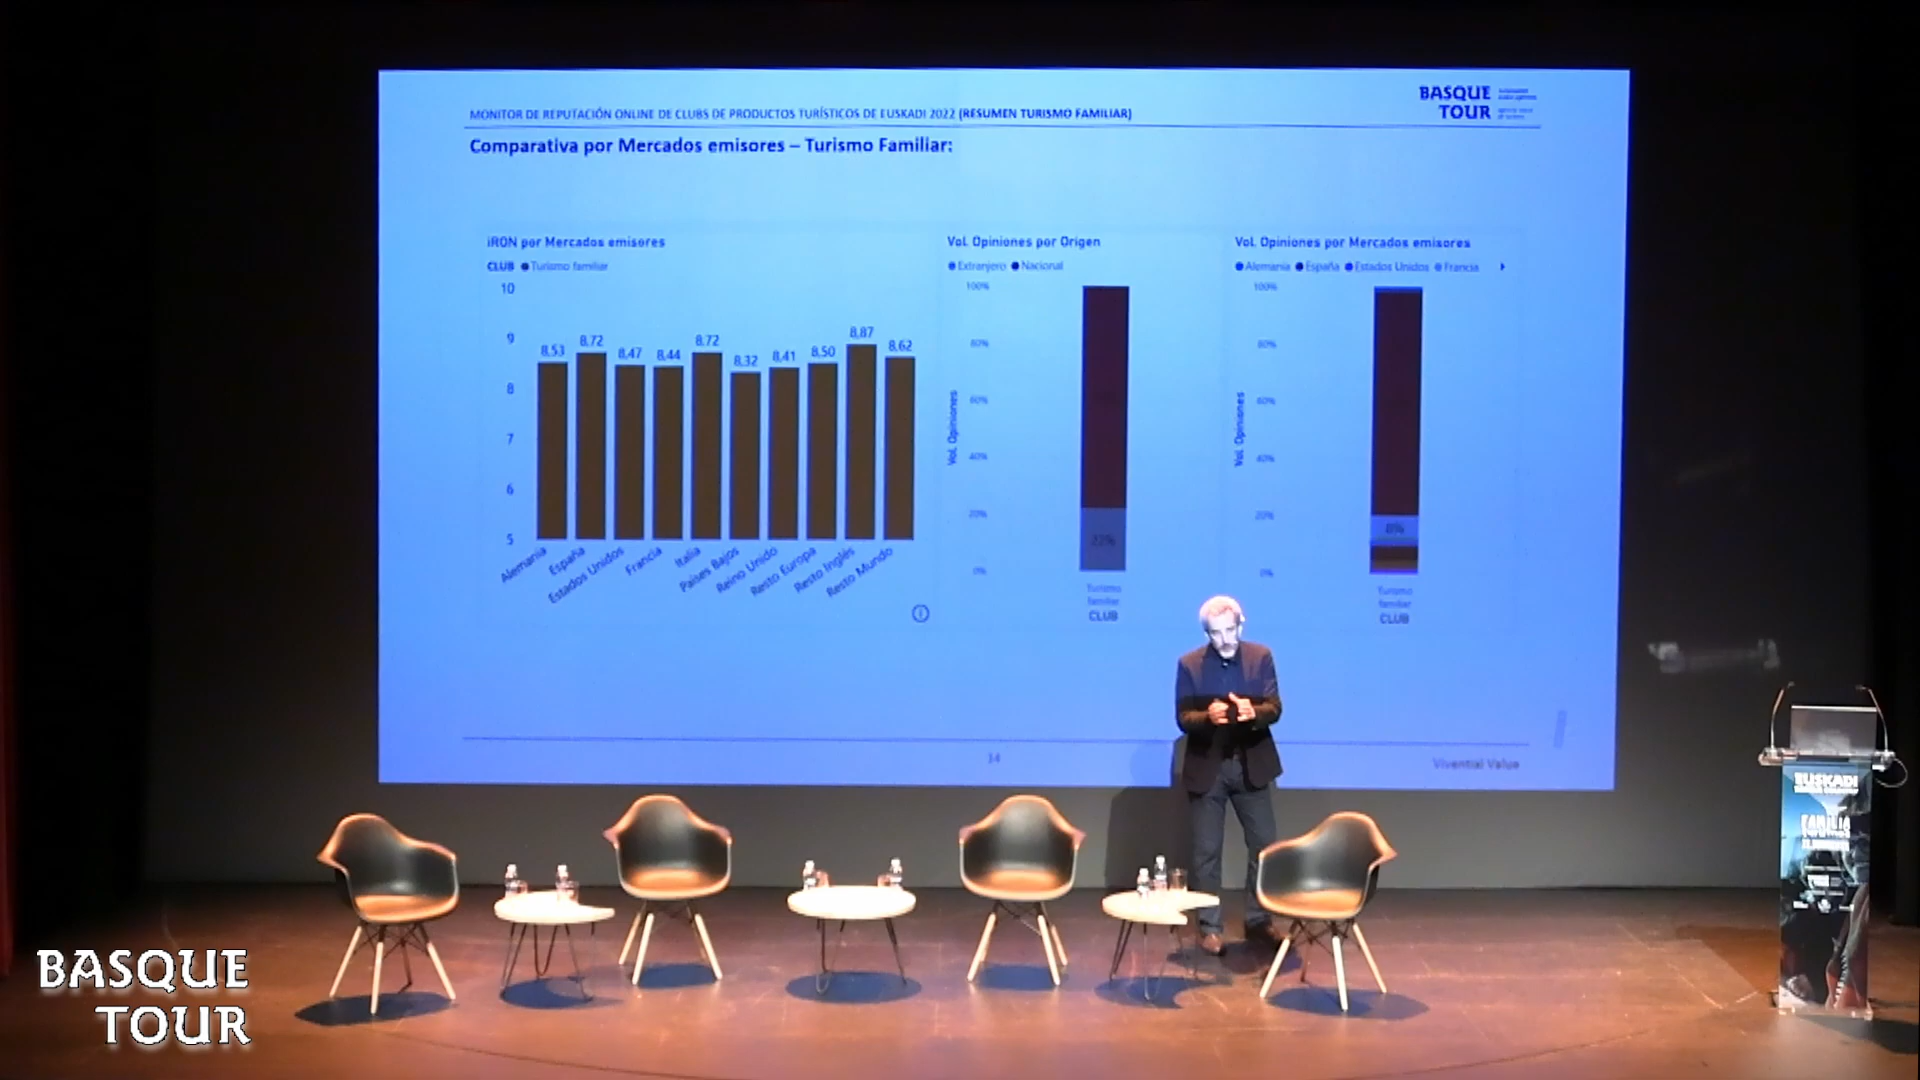 MONITOR DE REPUTACIÓN ONLINE DE CLUBS DE PRODUCTOS TURÍSTICOS DE EUSKADI 2022 (RESUMEN TURISMO FAMILIAR)
BASQUE
TOUR
Comparativa por Mercados emisores – Turismo Familiar:
iRON por Mercados emisores
CLUB Turismo familiar
10
9
8
7
6
5
8,53
8,72
8,47
8,44
8,72
8,32
8,41
8,50
8,87
8,62
Alemania
España
Estados Unidos
Francia
Italia
Países Bajos
Reino Unido
Resto Europa
Resto Inglés
Resto Mundo
Vol. Opiniones por Origen
Extranjero Nacional
Vol. Opiniones
100%
80%
60%
40%
20%
0%
22%
Turismo
familiar
CLUB
Vol. Opiniones por Mercados emisores
Alemania España Estados Unidos Francia
Vol. Opiniones
100%
80%
60%
40%
20%
0%
8%
Turismo
familiar
CLUB
14
Vivential Value
EUSKADI
FAMILIA
BASQUE
TOUR